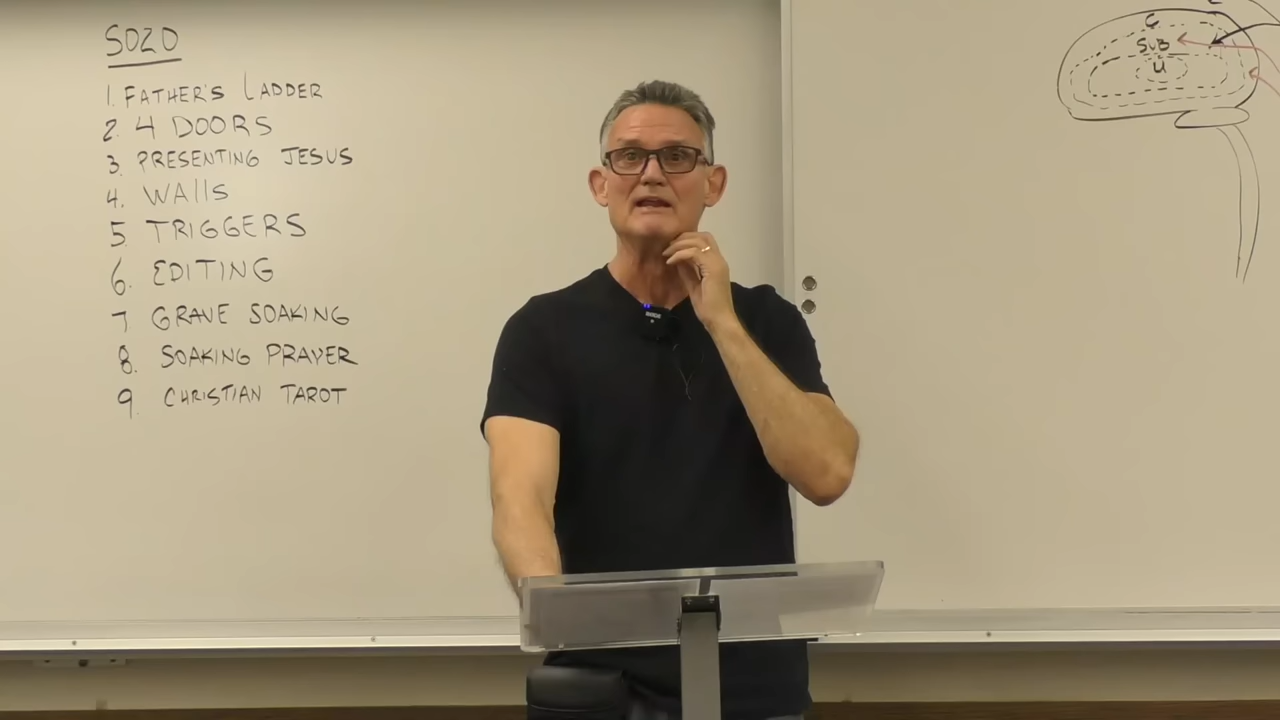 SOZO
1. FATHER'S LADDER
2. 4 DOORS
3. PRESENTING JESUS
4. WAllS
5. TRIGGERS
6. EDITING
7 GRAVE SOAKING
8. SOAKING PRAYER
9. CHRISTIAN TAROT
C
SUB
U